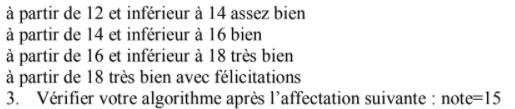 à partir de 12 et inférieur à 14 assez bien
à partir de 14 et inférieur à 16 bien
à partir de 16 et inférieur à 18 très bien
à partir de 18 très bien avec félicitations
3. Vérifier votre algorithme après l’affectation suivante : note=15